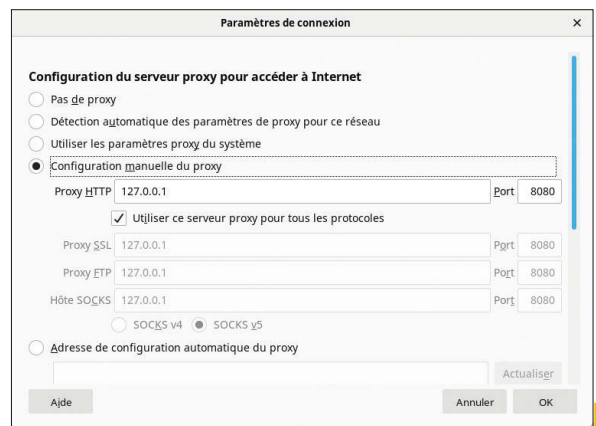 Paramètres de connexion ×
Configuration du serveur proxy pour accéder à Internet
Pas de proxy
Détection automatique des paramètres de proxy pour ce réseau
Utiliser les paramètres proxy du système
Configuration manuelle du proxy
Proxy HTTP 127.0.0.1 Port 8080
Utiliser ce serveur proxy pour tous les protocoles
Proxy SSL 127.0.0.1 Port 8080
Proxy FTP 127.0.0.1 Port 8080
Hôte SOCKS 127.0.0.1 Port 8080
SOCKS v4 SOCKS v5
Adresse de configuration automatique du proxy
Actualiser
Aide Annuler OK